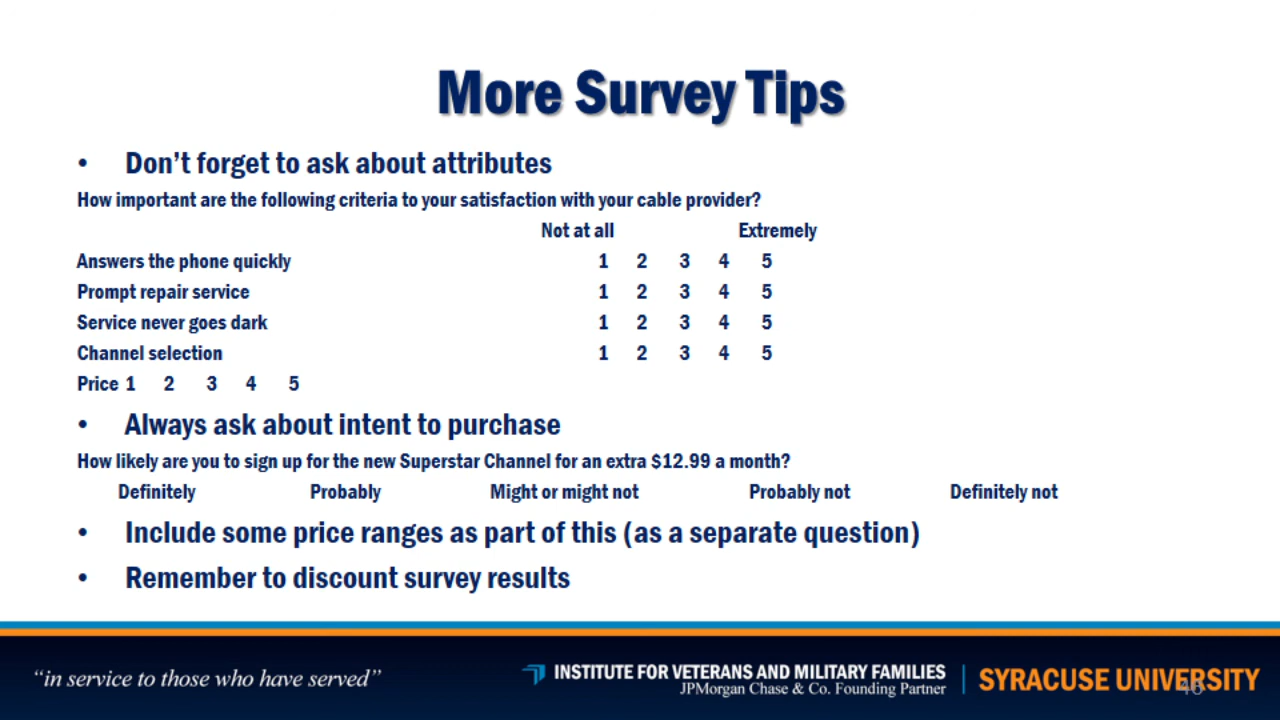 More Survey Tips
• Don't forget to ask about attributes
How important are the following criteria to your satisfaction with your cable provider?
Not at all Extremely
Answers the phone quickly 1 2 3 4 5
Prompt repair service 1 2 3 4 5
Service never goes dark 1 2 3 4 5
Channel selection 1 2 3 4 5
Price 1 2 3 4 5
• Always ask about intent to purchase
How likely are you to sign up for the new Superstar Channel for an extra $12.99 a month?
Definitely Probably Might or might not Probably not Definitely not
• Include some price ranges as part of this (as a separate question)
• Remember to discount survey results
“in service to those who have served”
INSTITUTE FOR VETERANS AND MILITARY FAMILIES
JPMorgan Chase & Co. Founding Partner
SYRACUSE UNIVERSITY